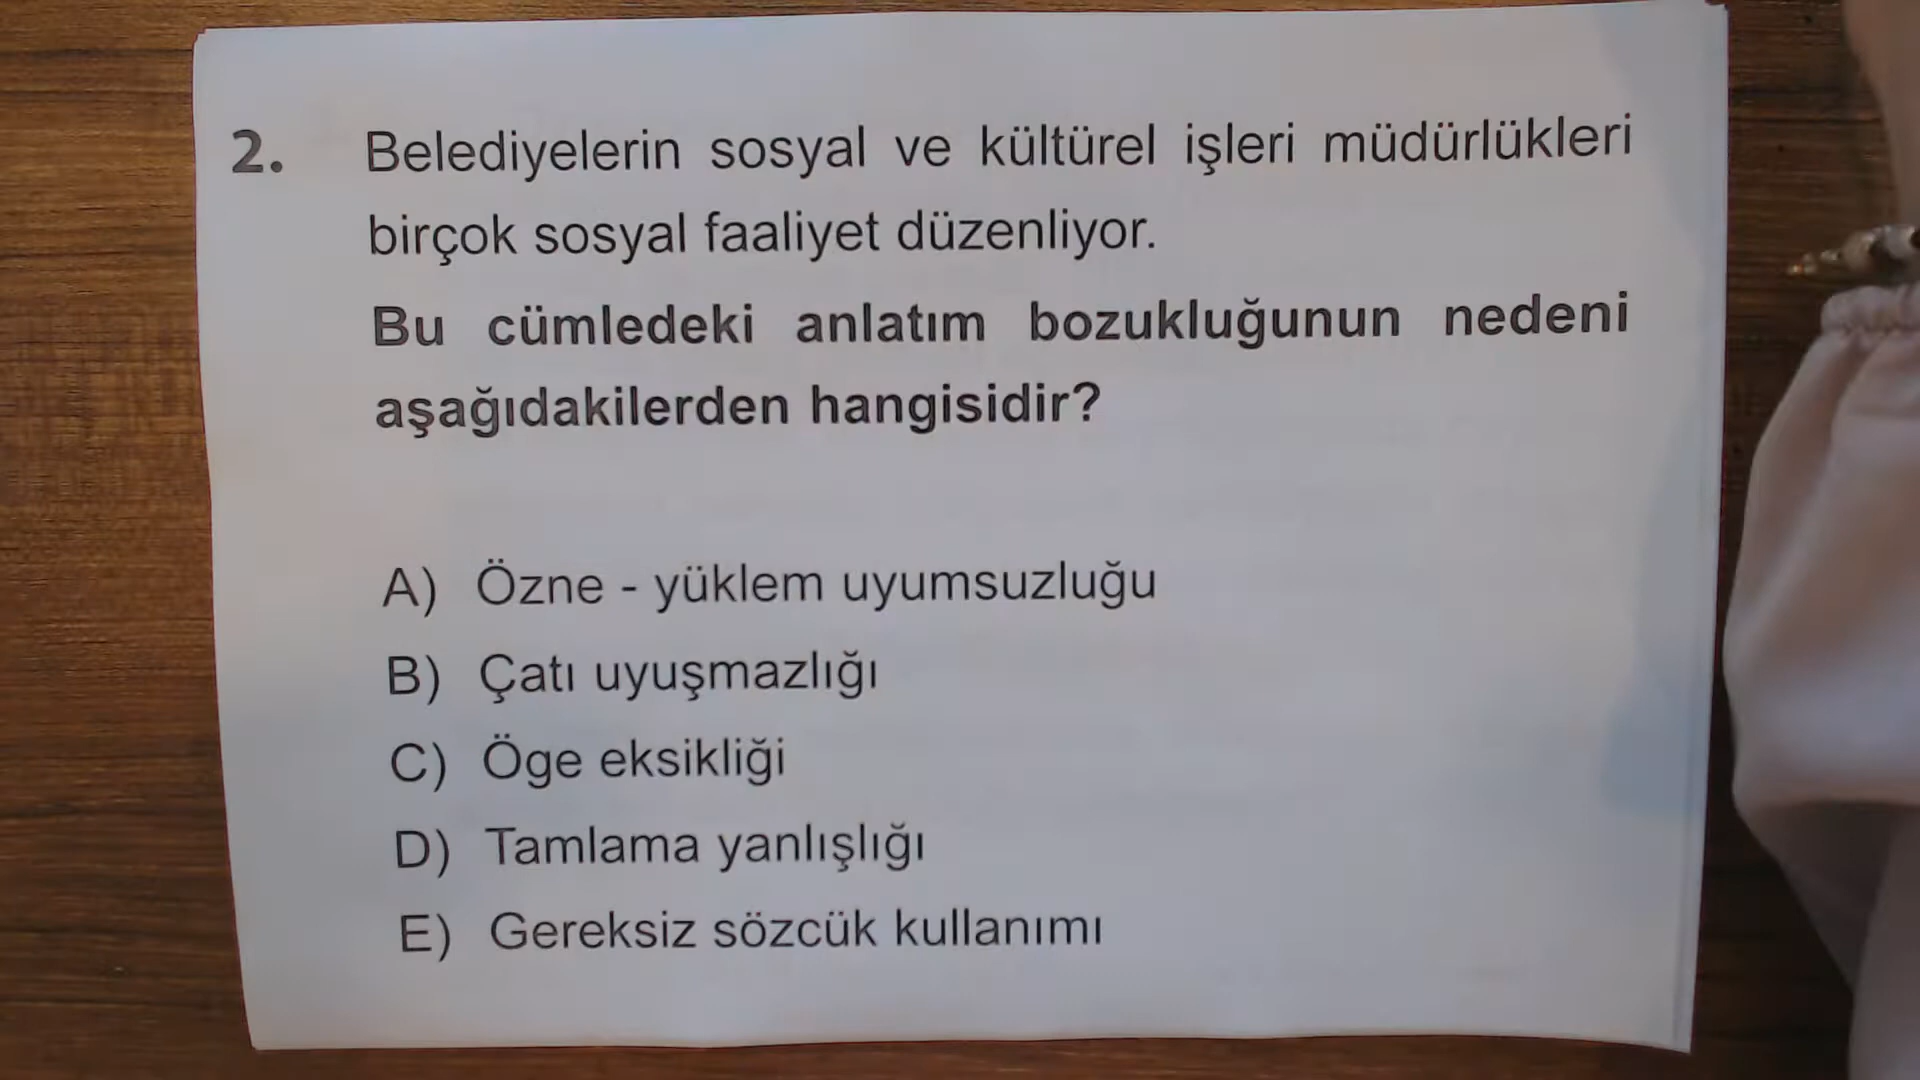 2. Belediyelerin sosyal ve kültürel işleri müdürlükleri
birçok sosyal faaliyet düzenliyor.
Bu cümledeki anlatım bozukluğunun nedeni
aşağıdakilerden hangisidir?
A) Özne - yüklem uyumsuzluğu
B) Çatı uyuşmazlığı
C) Öge eksikliği
D) Tamlama yanlışlığı
E) Gereksiz sözcük kullanımı